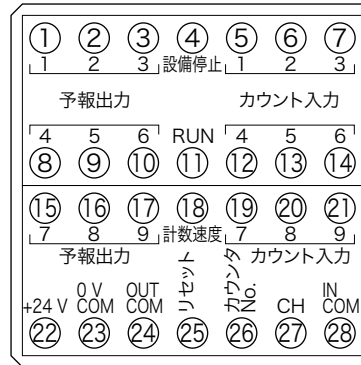 ① ② ③ ④ ⑤ ⑥ ⑦
1 2 3 設備停止 1 2 3
予報出力 カウント入力
4 5 6 RUN 4 5 6
⑧ ⑨ ⑩ ⑪ ⑫ ⑬ ⑭
⑮ ⑯ ⑰ ⑱ ⑲ ⑳ ㉑
7 8 9 計数速度 7 8 9
予報出力 カウント入力
+24 V 0 V COM OUT COM リセット カウンタ No. CH IN COM
㉒ ㉓ ㉔ ㉕ ㉖ ㉗ ㉘